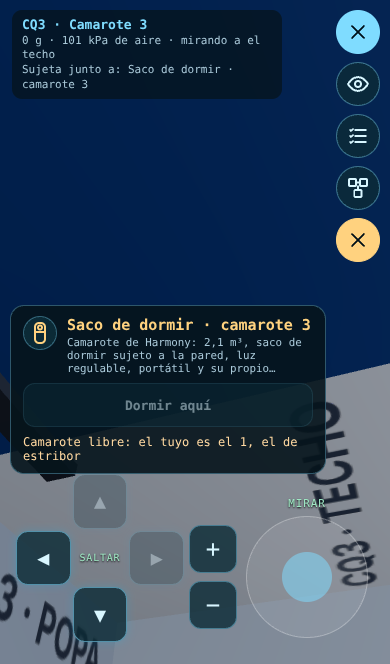 CQ3 · Camarote 3
0 g · 101 kPa de aire · mirando a el
techo
Sujeta junto a: Saco de dormir ·
camarote 3
Saco de dormir · camarote 3
Camarote de Harmony: 2,1 m³, saco de
dormir sujeto a la pared, luz
regulable, portátil y su propio…
Dormir aquí
Camarote libre: el tuyo es el 1, el de
estribor
MIRAR
SALTAR
+
−
CQ3 · TECHO
3 · POPA